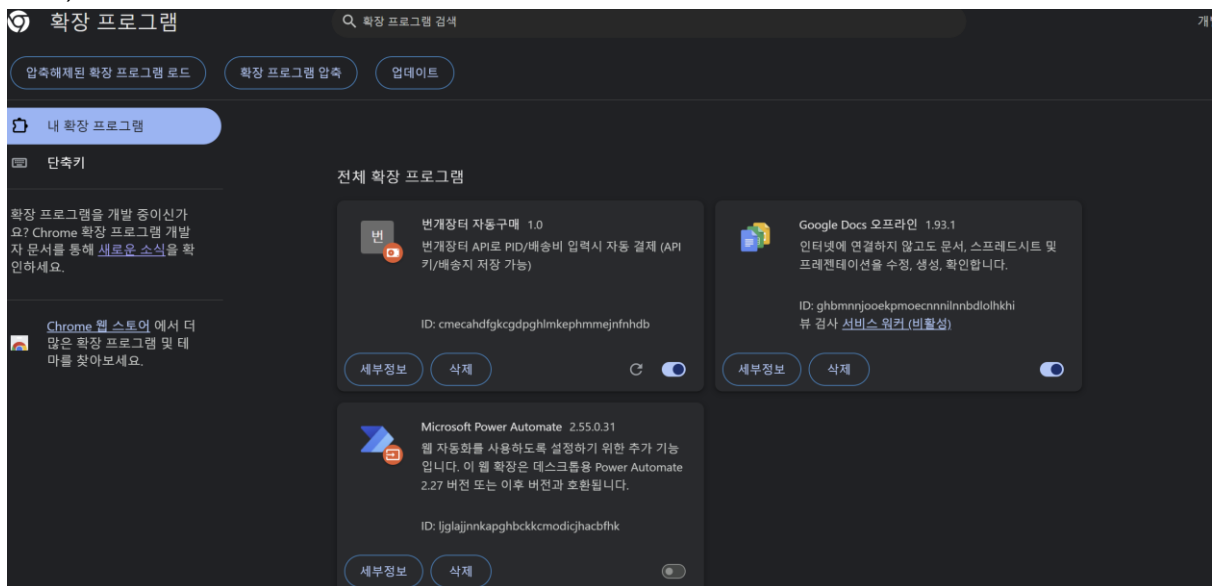 확장 프로그램
확장 프로그램 검색
압축해제된 확장 프로그램 로드
확장 프로그램 압축
업데이트
내 확장 프로그램
단축키
확장 프로그램을 개발 중이신가
요? Chrome 확장 프로그램 개발
자 문서를 통해 새로운 소식을 확
인하세요.
Chrome 웹 스토어 에서 더
많은 확장 프로그램 및 테
마를 찾아보세요.
전체 확장 프로그램
번
번개장터 자동구매 1.0
번개장터 API로 PID/배송비 입력시 자동 결제 (API
키/배송지 저장 가능)
ID: cmecahdfgkcgdpghlmkephmmejnfnhdb
세부정보
삭제
Google Docs 오프라인 1.93.1
인터넷에 연결하지 않고도 문서, 스프레드시트 및
프레젠테이션을 수정, 생성, 확인합니다.
ID: ghbmnnjooekpmoecnnnilnnbdlolhkhi
뷰 검사 서비스 워커 (비활성)
세부정보
삭제
Microsoft Power Automate 2.55.0.31
웹 자동화를 사용하도록 설정하기 위한 추가 기능
입니다. 이 웹 확장은 데스크톱용 Power Automate
2.27 버전 또는 이후 버전과 호환됩니다.
ID: ljglajjnnkapghbckkcmodicjhacbfhk
세부정보
삭제